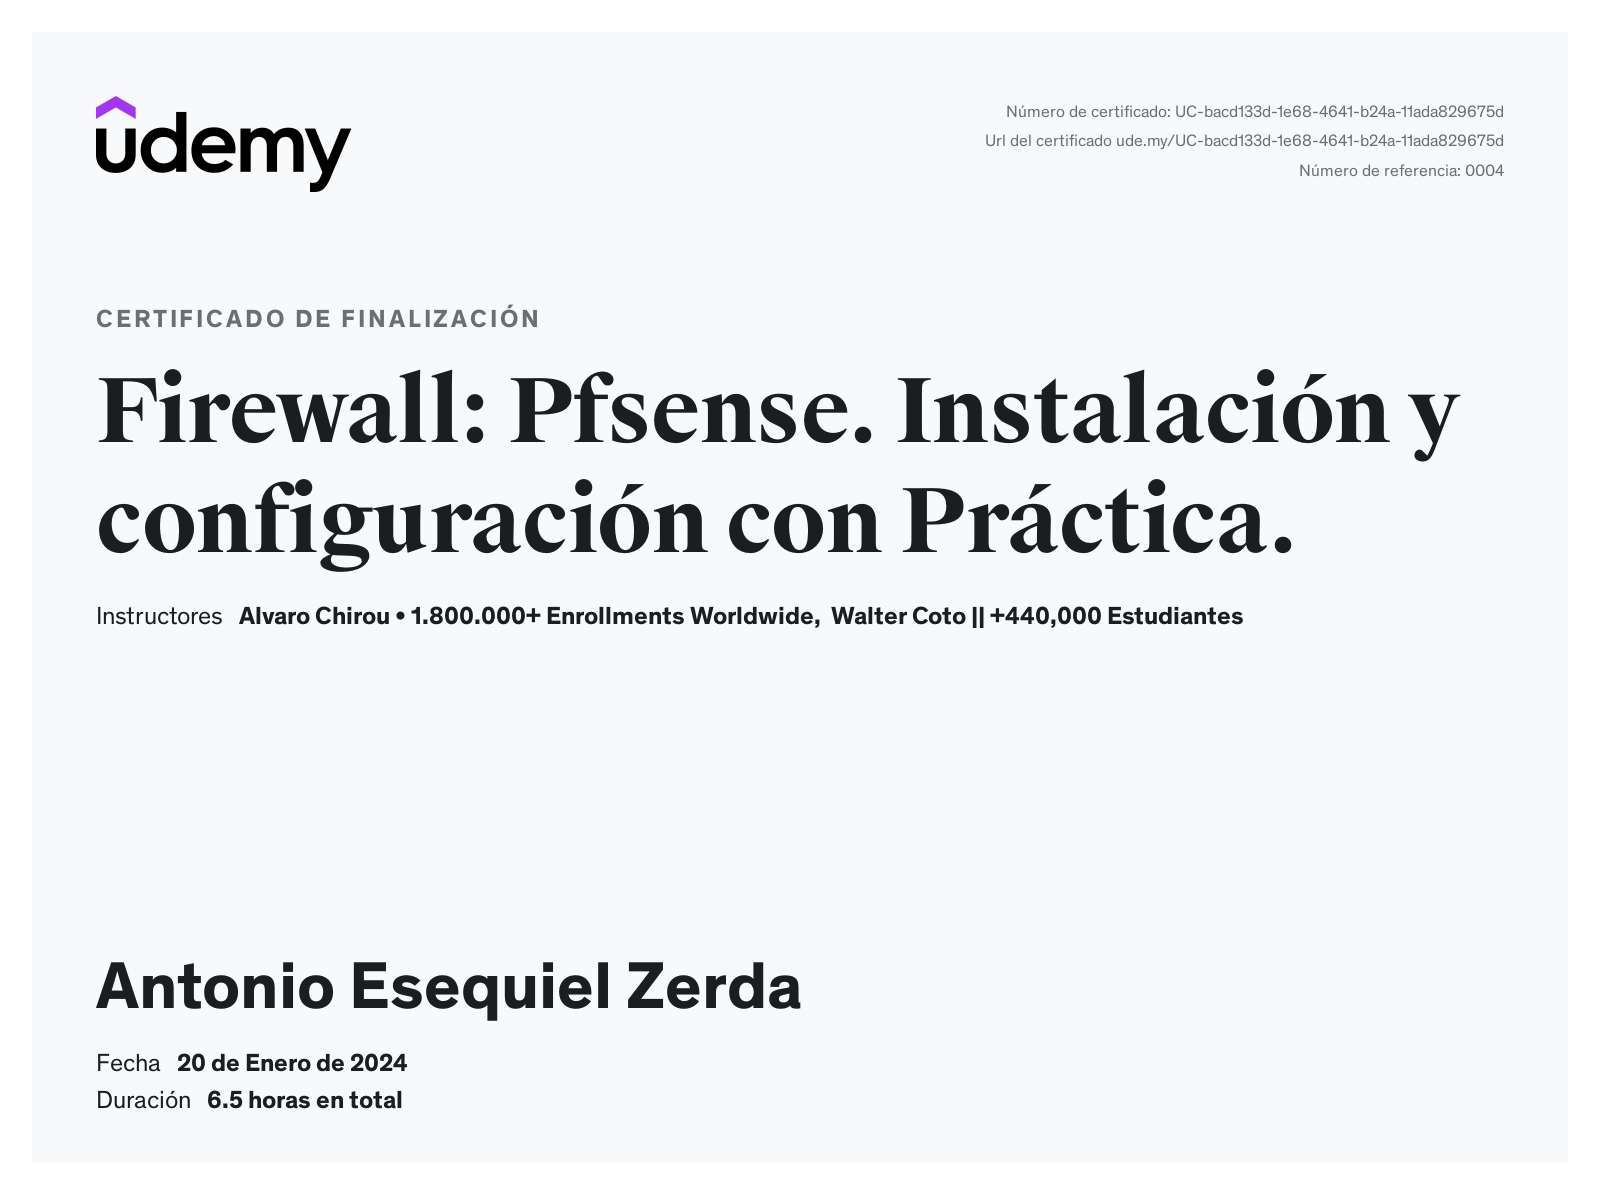 udemy
Número de certificado: UC-bacd133d-1e68-4641-b24a-11ada829675d
Url del certificado ude.my/UC-bacd133d-1e68-4641-b24a-11ada829675d
Número de referencia: 0004
CERTIFICADO DE FINALIZACIÓN
Firewall: Pfsense. Instalación y
configuración con Práctica.
Instructores Alvaro Chirou • 1.800.000+ Enrollments Worldwide, Walter Coto || +440,000 Estudiantes
Antonio Esequiel Zerda
Fecha 20 de Enero de 2024
Duración 6.5 horas en total